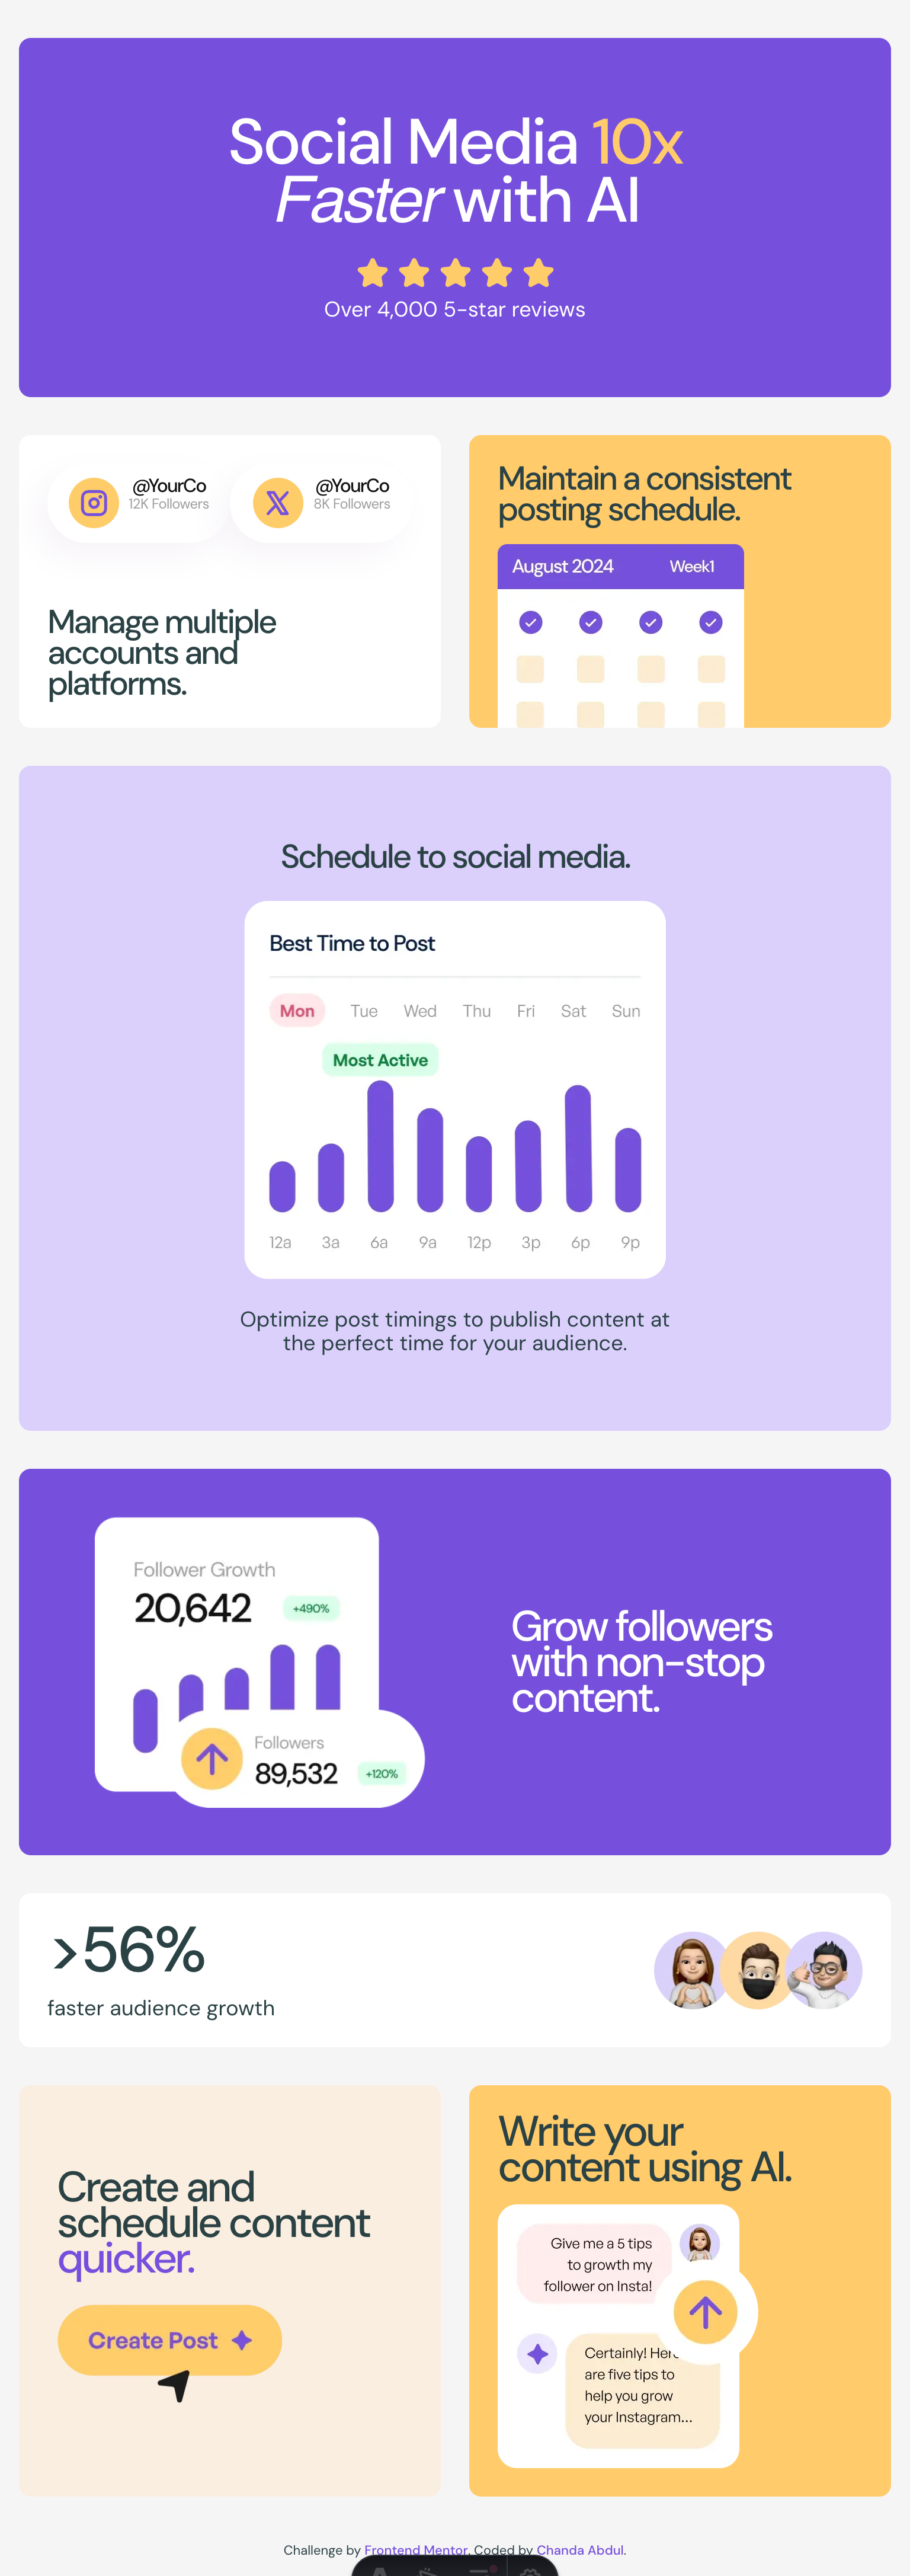 Social Media 10x
Faster with AI
Over 4,000 5-star reviews
@YourCo
12K Followers
@YourCo
8K Followers
Manage multiple
accounts and
platforms.
Maintain a consistent
posting schedule.
August 2024
Week1
Schedule to social media.
Best Time to Post
Mon Tue Wed Thu Fri Sat Sun
Most Active
12a 3a 6a 9a 12p 3p 6p 9p
Optimize post timings to publish content at
the perfect time for your audience.
Follower Growth
20,642 +490%
Followers
89,532 +120%
Grow followers
with non-stop
content.
>56%
faster audience growth
Create and
schedule content
quicker.
Create Post
Write your
content using AI.
Give me a 5 tips
to growth my
follower on Insta!
Certainly!
are five tips to
help you grow
your Instagram...
Challenge by Frontend Mentor. Coded by Chanda Abdul.